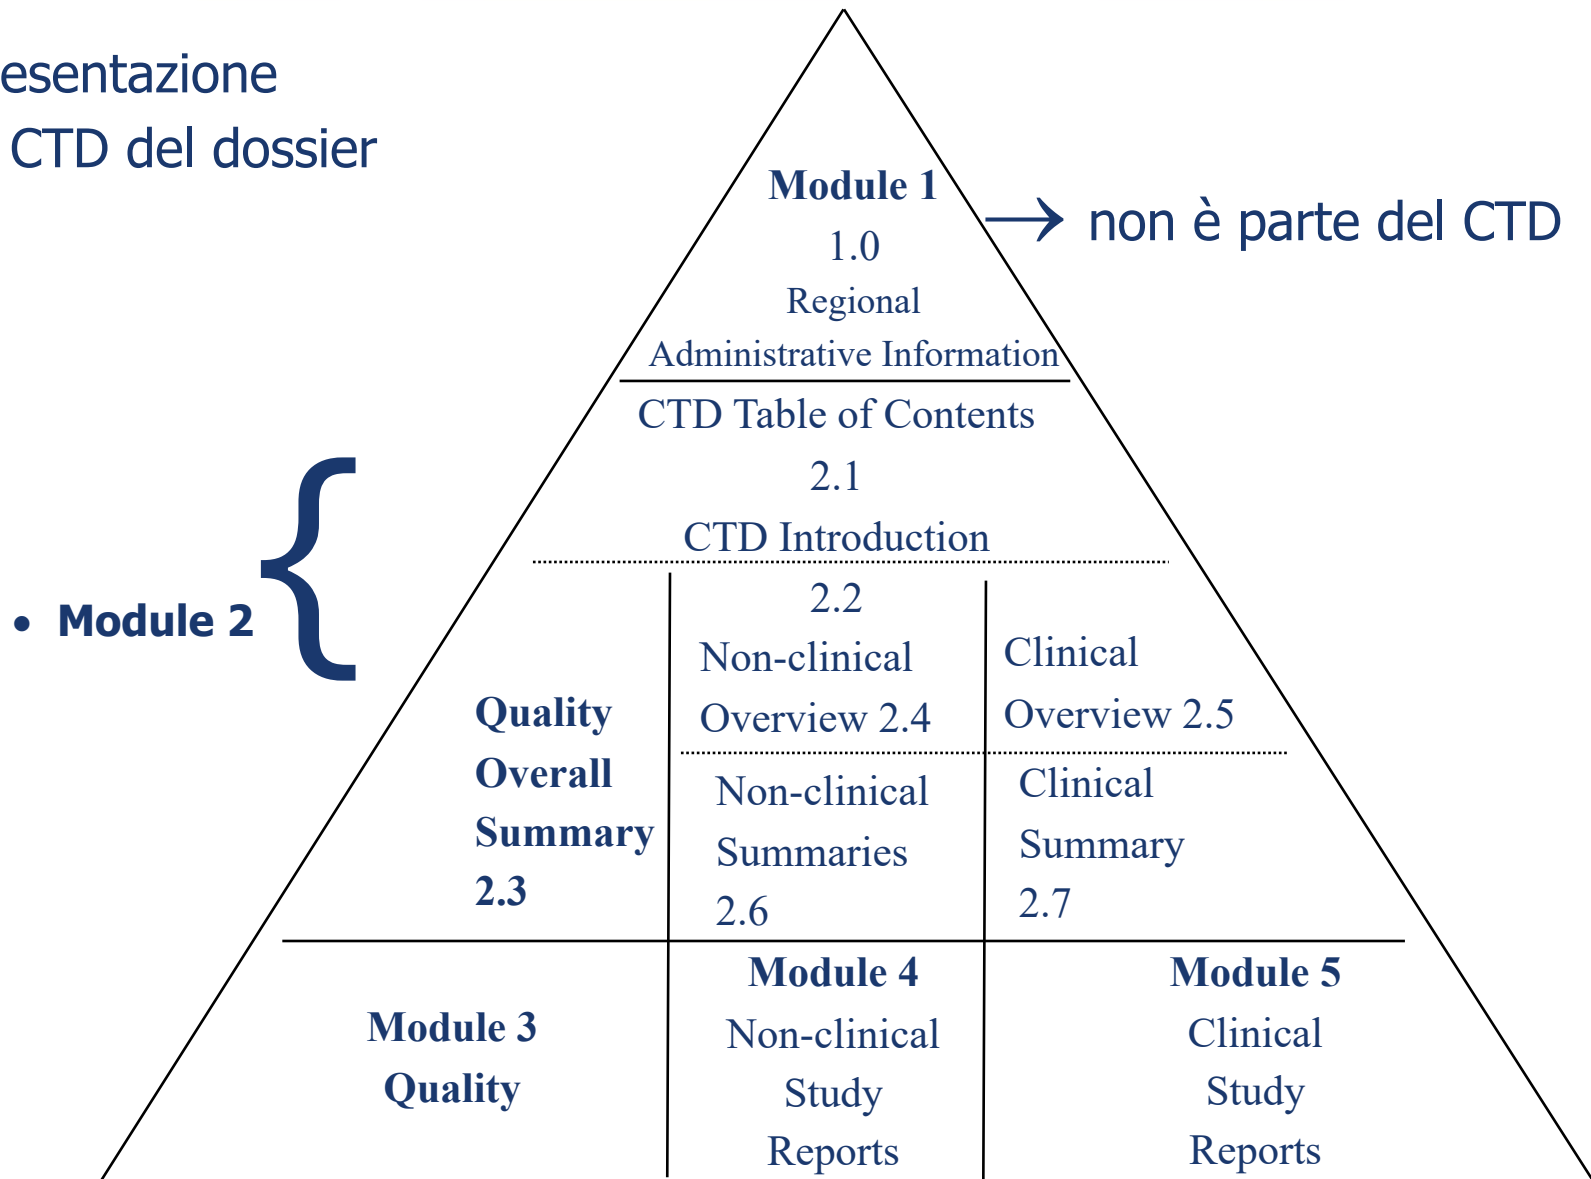 esentazione
CTD del dossier
Module 1
1.0
Regional
Administrative Information
→ non è parte del CTD
CTD Table of Contents
2.1
CTD Introduction
2.2
• Module 2 {
Quality
Overall
Summary
2.3
Non-clinical
Overview 2.4
Clinical
Overview 2.5
Non-clinical
Summaries
2.6
Clinical
Summary
2.7
Module 3
Quality
Module 4
Non-clinical
Study
Reports
Module 5
Clinical
Study
Reports